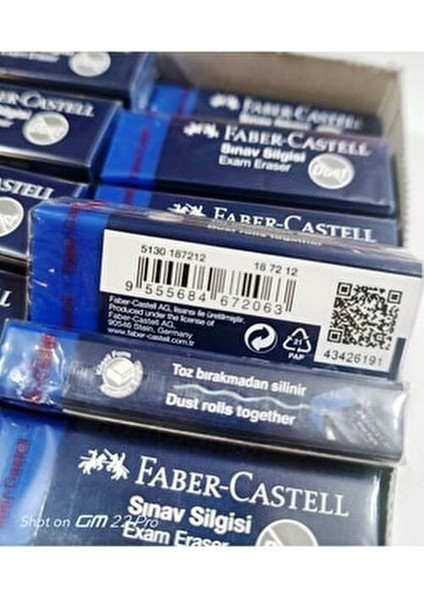 FABER-CASTELL
FABER-CASTELL
Sınav Silgisi
Exam Eraser
FABER-CASTELL
Dust rolls together
5130 187212
18 72 12
9 555684 672063
Faber-Castell AG, lisansı ile üretilmiştir.
Produced under the license of
Faber-Castell AG,
90546 Stein, Germany
www.faber-castell.com.tr
21
PAP
43426191
Toz bırakmadan silinir
Dust rolls together
FABER-CASTELL
Sınav Silgisi
Exam Eraser
Shot on GM 22 Pro